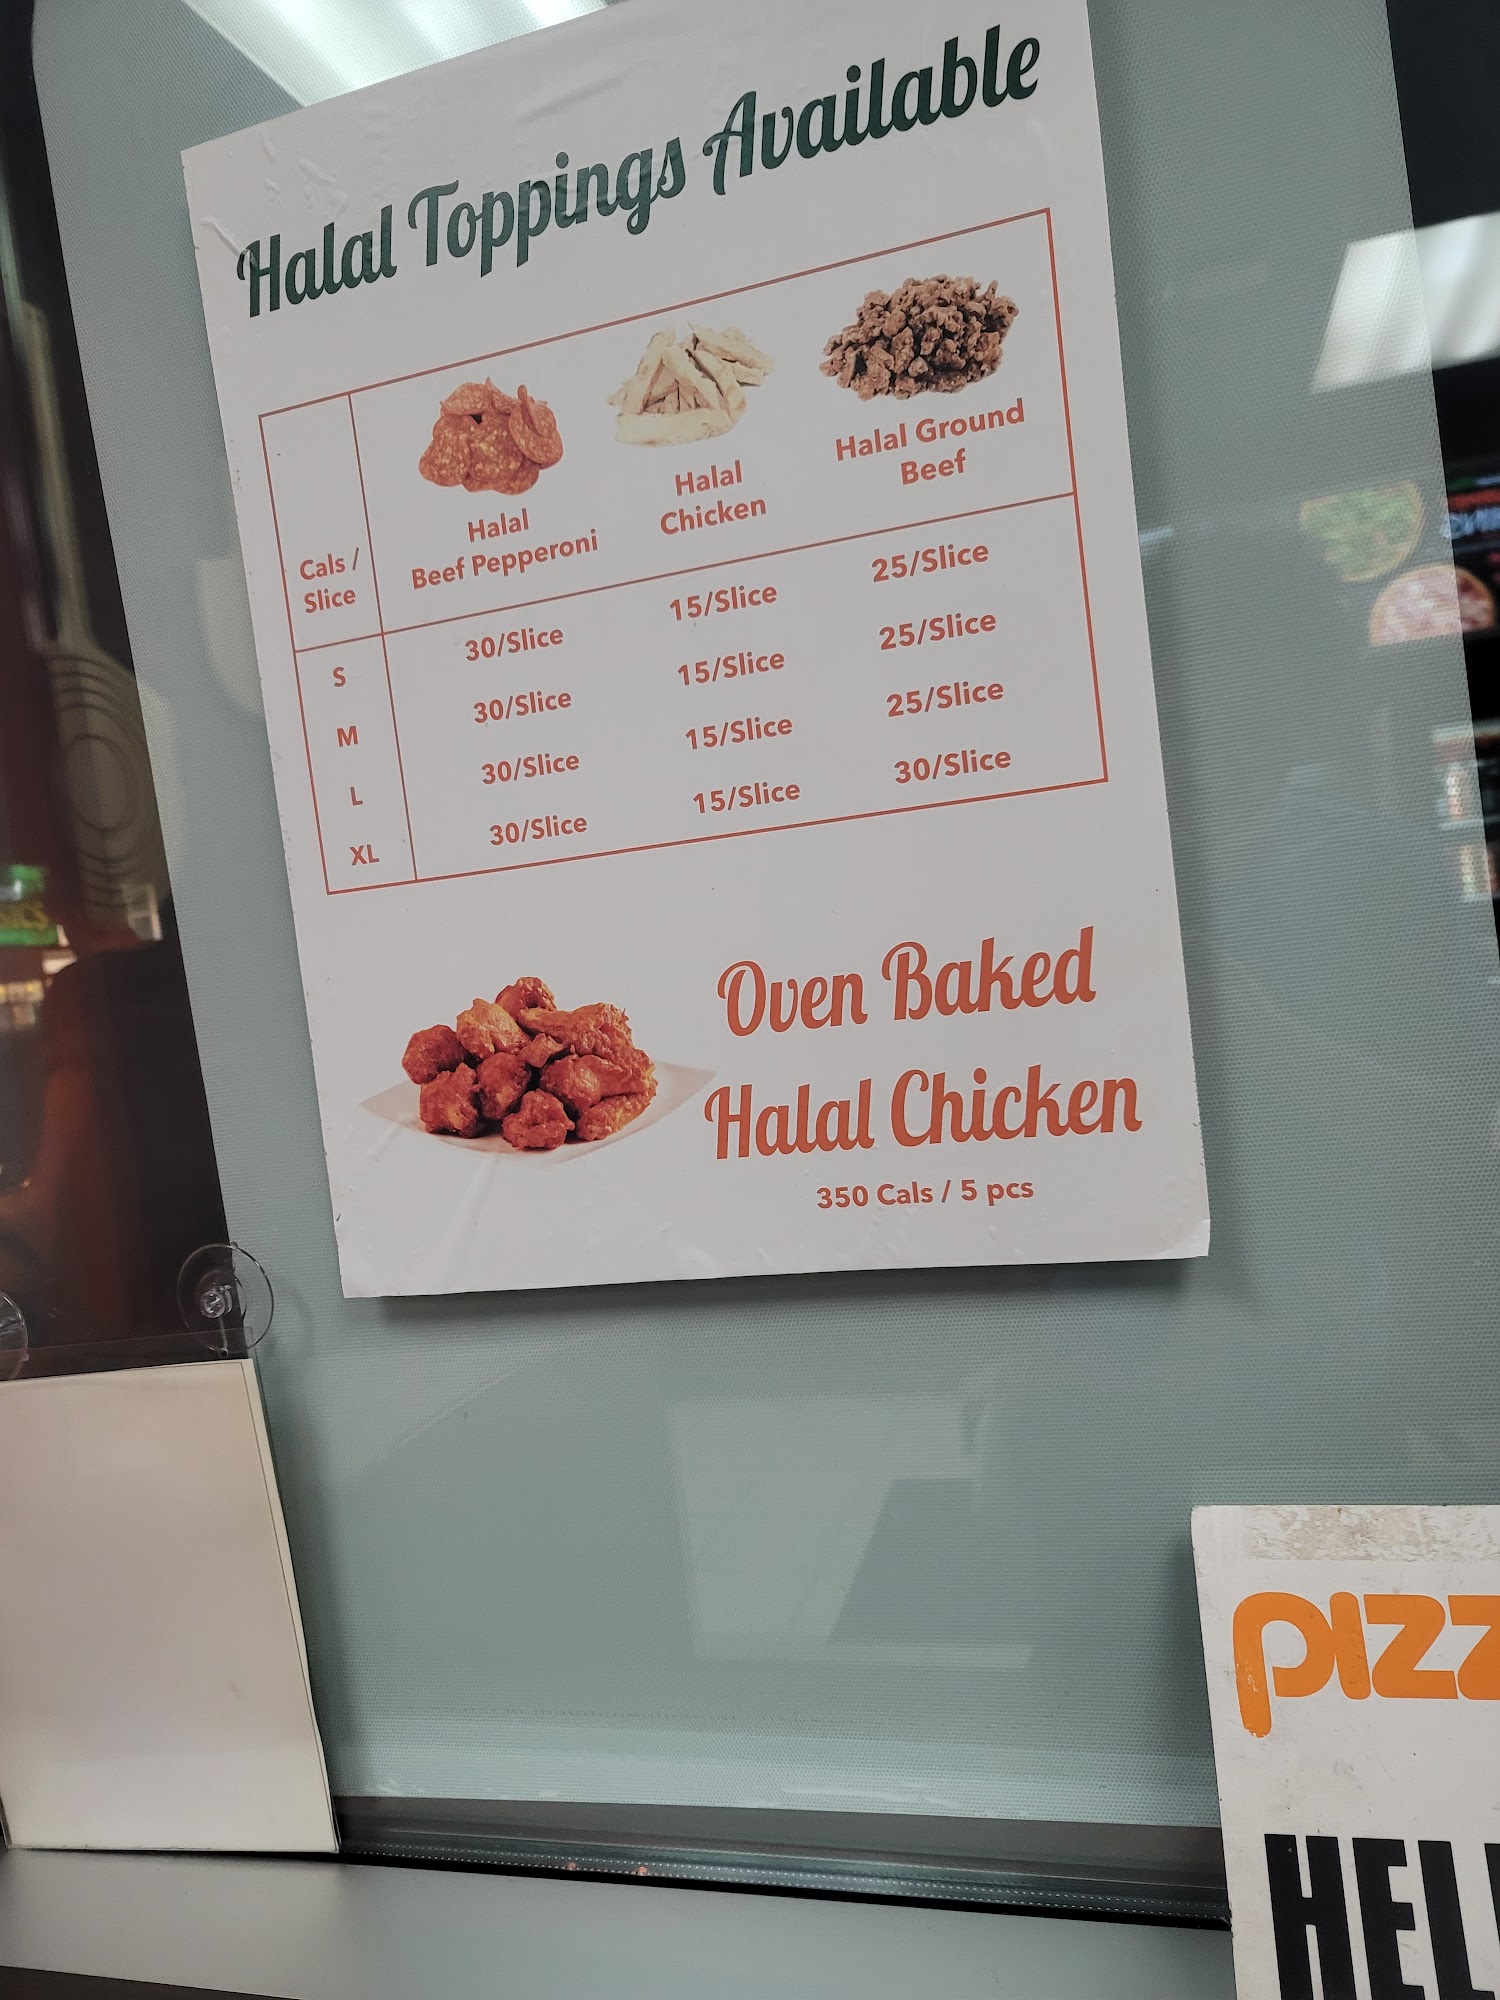 Halal Toppings Available
Cals /
Slice
Halal
Beef Pepperoni
Halal
Chicken
Halal Ground
Beef
S 30/Slice 15/Slice 25/Slice
M 30/Slice 15/Slice 25/Slice
L 30/Slice 15/Slice 25/Slice
XL 30/Slice 15/Slice 30/Slice
Oven Baked
Halal Chicken
350 Cals / 5 pcs
PIZZ
HEL